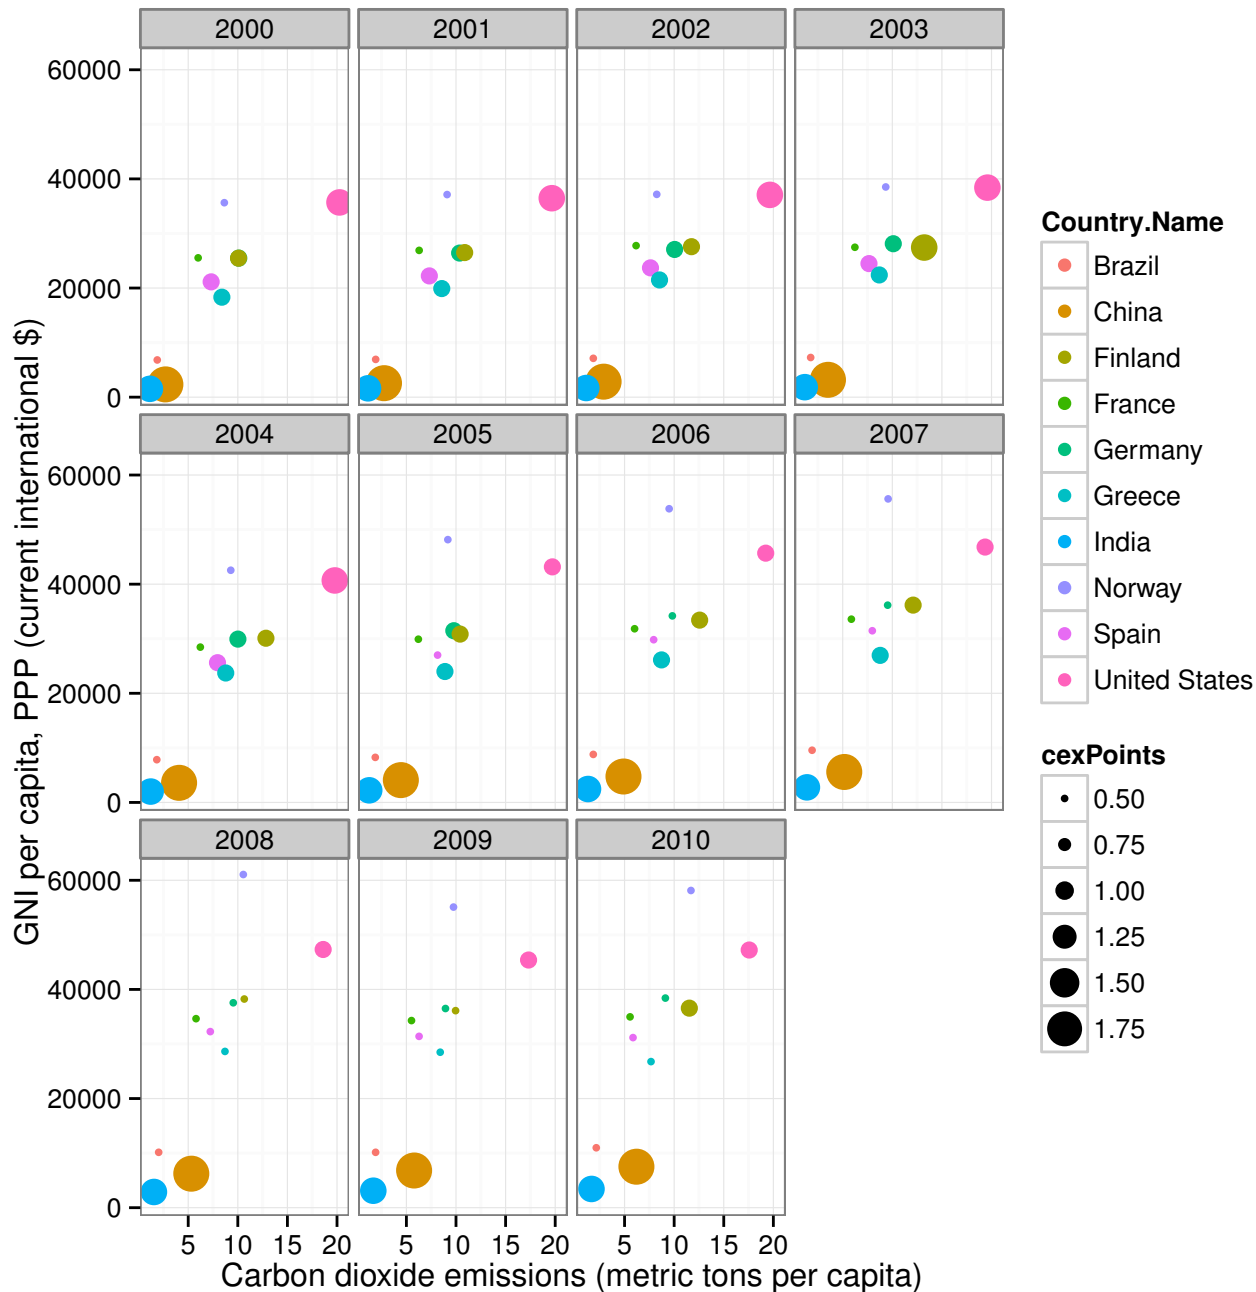 2000 2001 2002 2003
60000
40000
20000
0
2004 2005 2006 2007
60000
40000
20000
0
2008 2009 2010
60000
40000
20000
0
5 10 15 20 5 10 15 20 5 10 15 20
Carbon dioxide emissions (metric tons per capita)
GNI per capita, PPP (current international $)
Country.Name
Brazil
China
Finland
France
Germany
Greece
India
Norway
Spain
United States
cexPoints
0.50
0.75
1.00
1.25
1.50
1.75